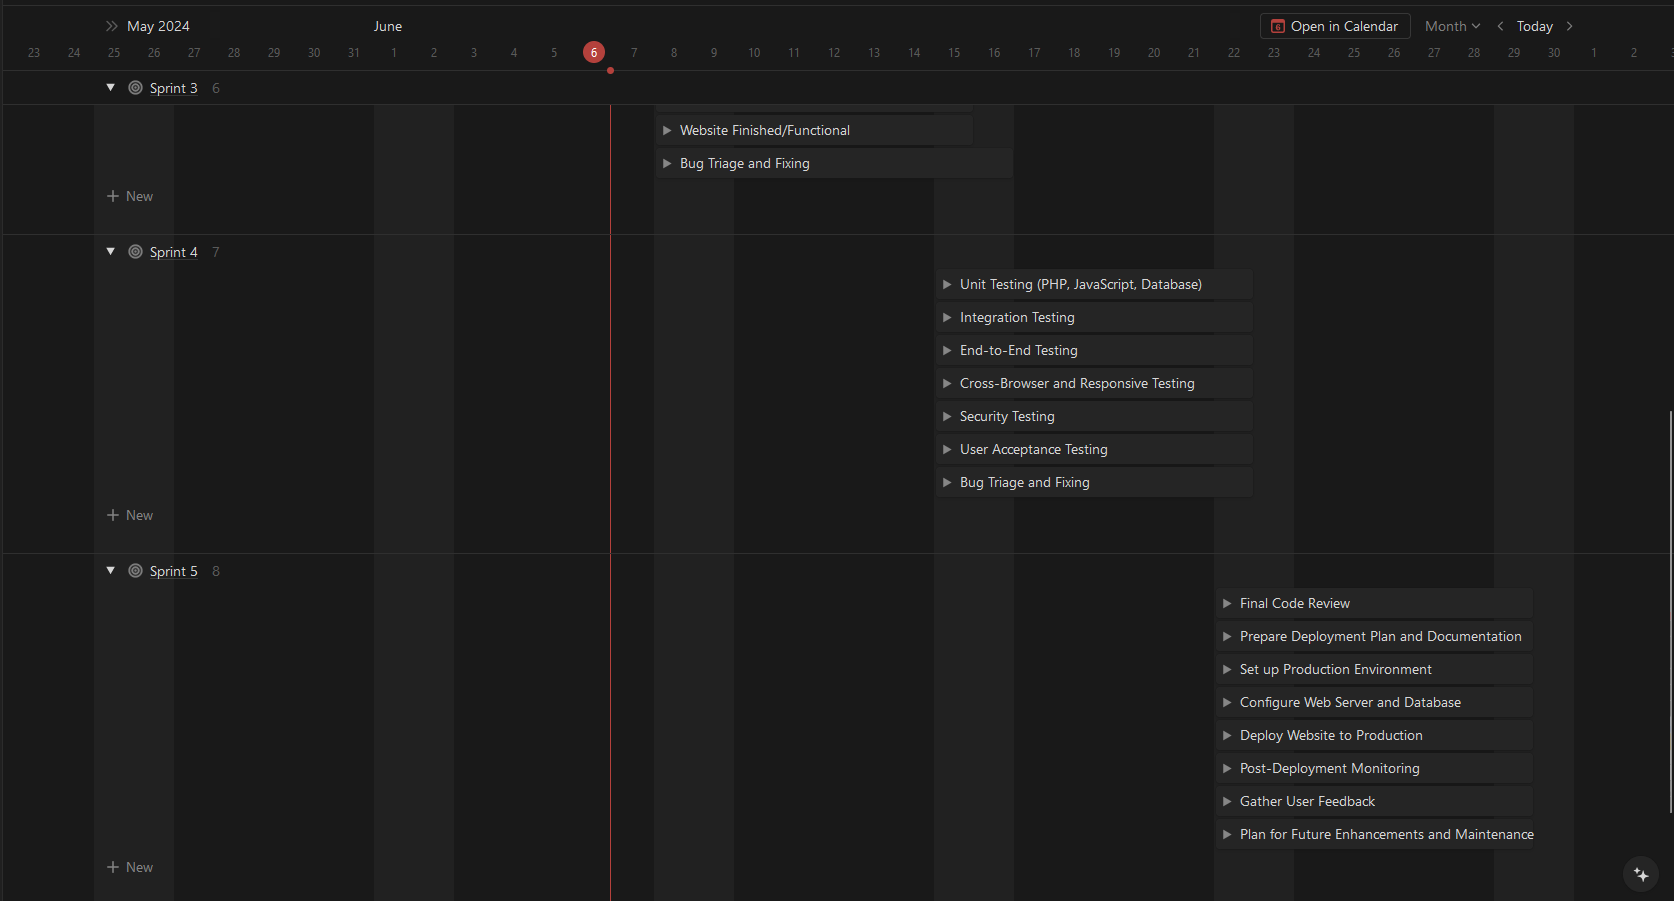 May 2024 June Open in Calendar Month Today
23 24 25 26 27 28 29 30 31 1 2 3 4 5 6 7 8 9 10 11 12 13 14 15 16 17 18 19 20 21 22 23 24 25 26 27 28 29 30 1 2
Sprint 3 6
Website Finished/Functional
Bug Triage and Fixing
+ New
Sprint 4 7
Unit Testing (PHP, JavaScript, Database)
Integration Testing
End-to-End Testing
Cross-Browser and Responsive Testing
Security Testing
User Acceptance Testing
Bug Triage and Fixing
+ New
Sprint 5 8
Final Code Review
Prepare Deployment Plan and Documentation
Set up Production Environment
Configure Web Server and Database
Deploy Website to Production
Post-Deployment Monitoring
Gather User Feedback
Plan for Future Enhancements and Maintenance
+ New